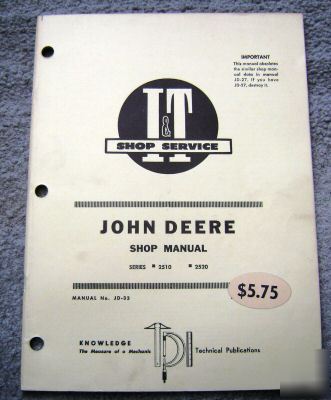 IMPORTANT
This manual obsoletes
the similar shop man-
ual data in manual
JD-27. IF you have
JD-27, destroy it.
I&T
SHOP SERVICE
JOHN DEERE
SHOP MANUAL
SERIES ■ 2510 ■ 2520
MANUAL No. JD-33
$5.75
KNOWLEDGE
The Measure of a Mechanic
TPI
Technical Publications